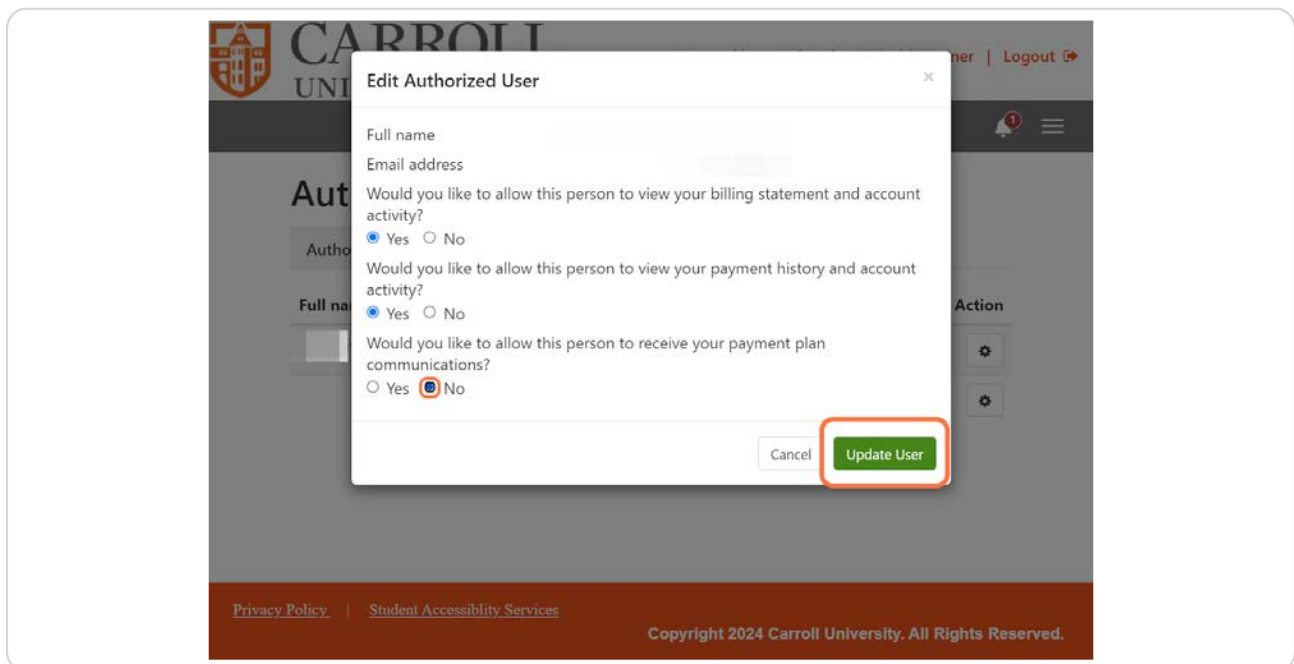 CARROLL
UNI
ner | Logout
Edit Authorized User
×
1
Full name
Email address
Aut
Would you like to allow this person to view your billing statement and account
activity?
Yes No
Autho
Would you like to allow this person to view your payment history and account
activity?
Full na
Action
Yes No
Would you like to allow this person to receive your payment plan
communications?
Yes No
Cancel Update User
Privacy Policy | Student Accessiblity Services
Copyright 2024 Carroll University. All Rights Reserved.